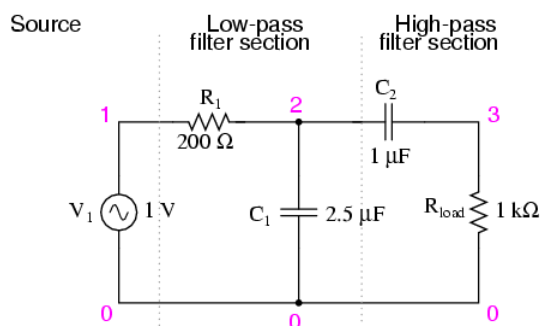 Source
Low-pass
filter section
High-pass
filter section
1
R1
200 Ω
2
C2
1 μF
3
V1
1 V
C1
2.5 μF
Rload
1 kΩ
0
0
0